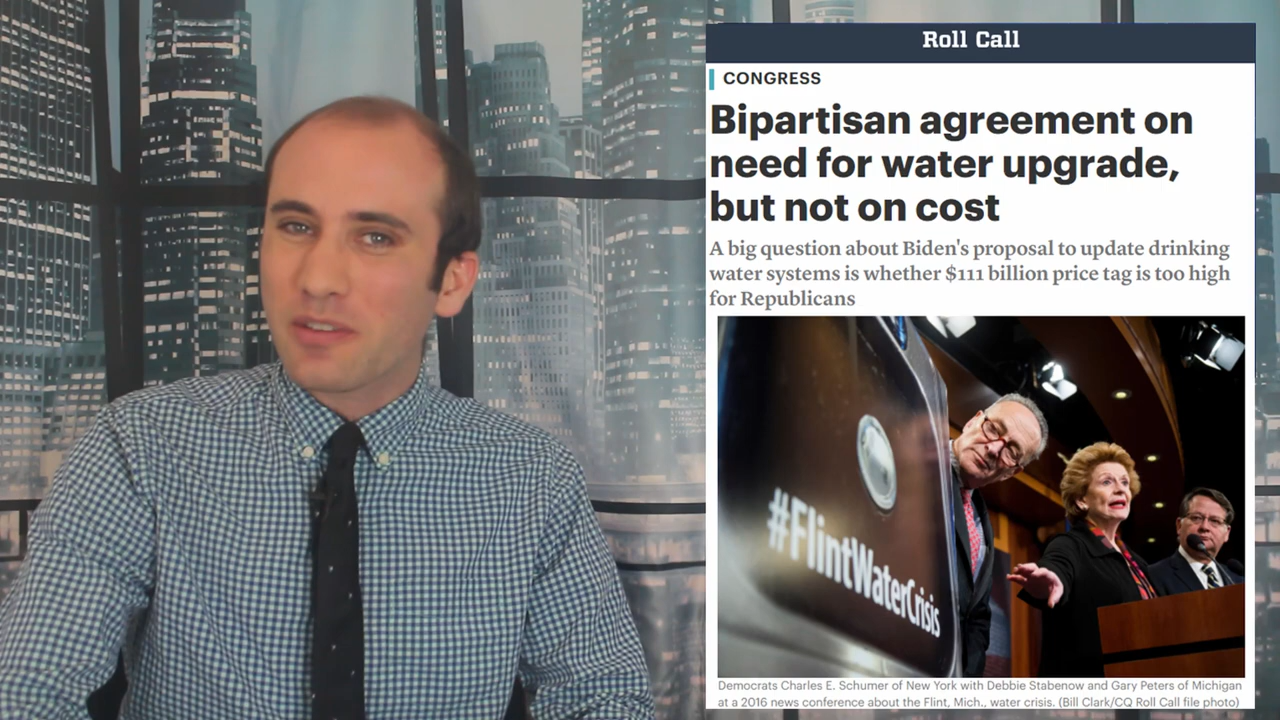 Roll Call
CONGRESS
Bipartisan agreement on
need for water upgrade,
but not on cost
A big question about Biden's proposal to update drinking
water systems is whether $111 billion price tag is too high
for Republicans
#FlintWaterCrisis
Democrats Charles E. Schumer of New York with Debbie Stabenow and Gary Peters of Michigan
at a 2016 news conference about the Flint, Mich., water crisis. (Bill Clark/CQ Roll Call file photo)